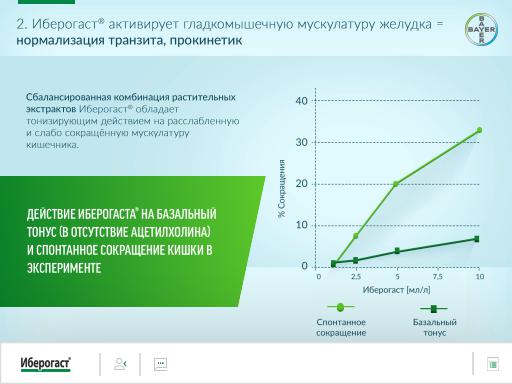 2. Иберогаст® активирует гладкомышечную мускулатуру желудка =
нормализация транзита, прокинетик
BAYER
BAYER
Сбалансированная комбинация растительных
экстрактов Иберогаст® обладает
тонизирующим действием на расслабленную
и слабо сокращённую мускулатуру
кишечника.
ДЕЙСТВИЕ ИБЕРОГАСТА® НА БАЗАЛЬНЫЙ
ТОНУС (В ОТСУТСТВИЕ АЦЕТИЛХОЛИНА)
И СПОНТАННОЕ СОКРАЩЕНИЕ КИШКИ В
ЭКСПЕРИМЕНТЕ
% Сокращения
40
30
20
10
0
0 2,5 5 7,5 10
Иберогаст [мл/л]
Спонтанное
сокращение
Базальный
тонус
Иберогаст®